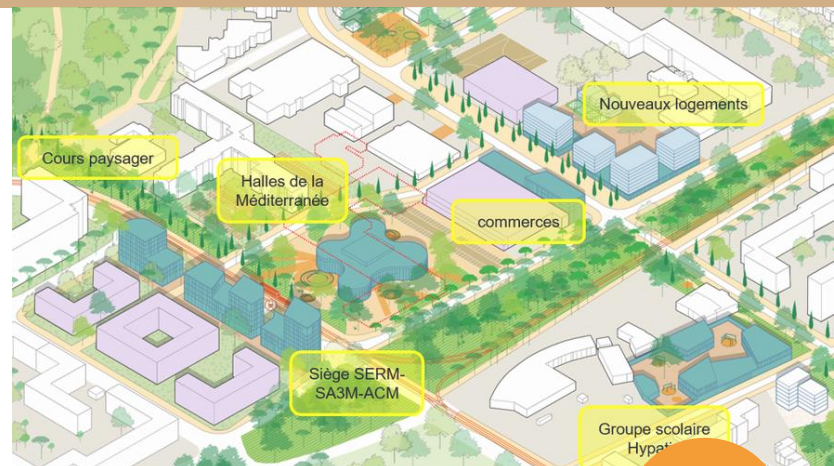 Nouveaux logements
Cours paysager
Halles de la
Méditerranée
commerces
Siège SERM-
SA3M-ACM
Groupe scolaire